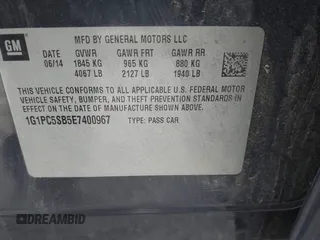 GM
MFD BY GENERAL MOTORS LLC
DATE GVWR GAWR FRT GAWR RR
06/14 1845 KG 965 KG 880 KG
4067 LB 2127 LB 1940 LB
THIS VEHICLE CONFORMS TO ALL APPLICABLE U.S. FEDERAL MOTOR
VEHICLE SAFETY, BUMPER, AND THEFT PREVENTION STANDARDS
IN EFFECT ON THE DATE OF MANUFACTURE SHOWN ABOVE.
1G1PC5SB5E7400967 TYPE: PASS CAR
DREAMBID